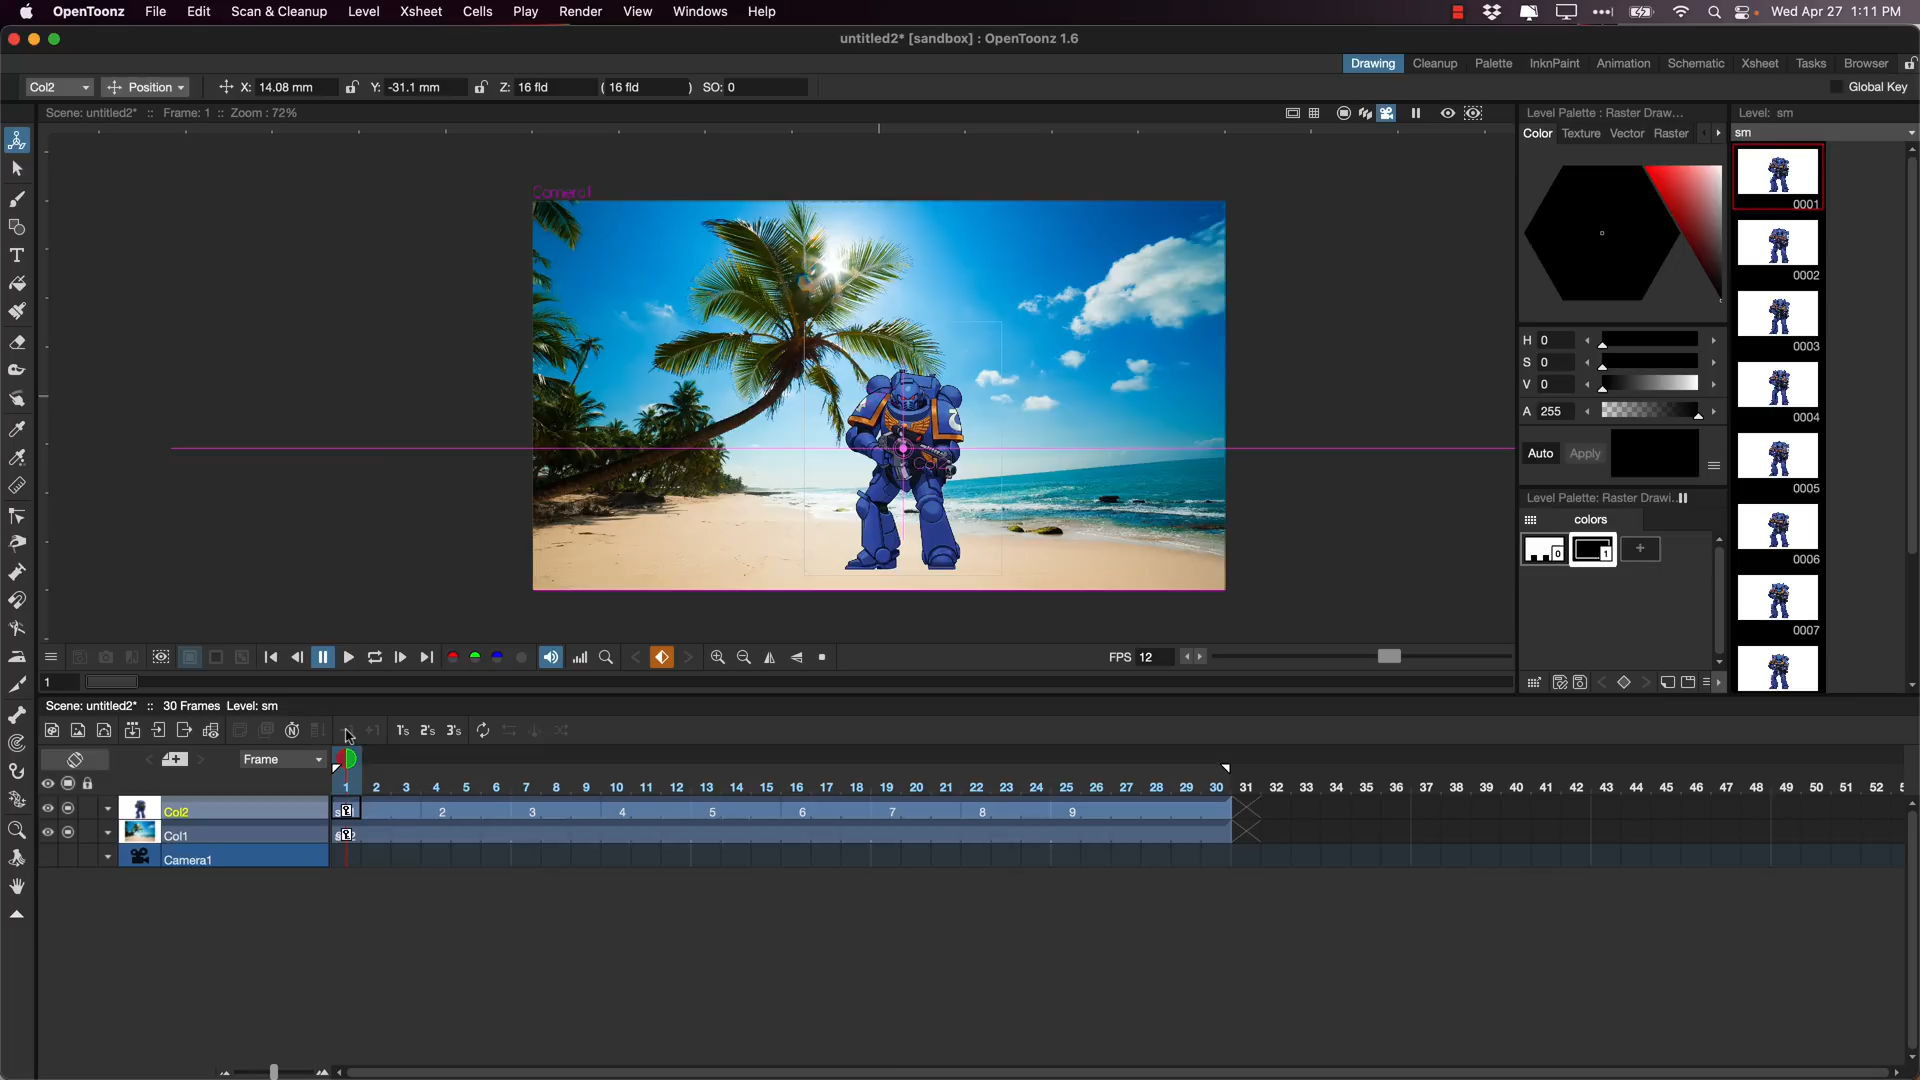 OpenToonz File Edit Scan & Cleanup Level Xsheet Cells Play Render View Windows Help Wed Apr 27 1:11 PM
untitled2* [sandbox] : OpenToonz 1.6
Drawing Cleanup Palette InknPaint Animation Schematic Xsheet Tasks Browser
Col2 Position X: 14.08 mm Y: -31.1 mm Z: 16 fld ( 16 fld ) SO: 0 Global Key
Scene: untitled2* :: Frame: 1 :: Zoom : 72% Level Palette : Raster Draw... Level: sm
Color Texture Vector Raster sm
Camera1
0001
0002
0003
H 0
S 0
V 0
A 255
0004
Auto Apply
Col2
0005
Level Palette: Raster Drawi..
colors
0 1 +
0006
0007
FPS 12
1
Scene: untitled2* :: 30 Frames Level: sm
N +1 1's 2's 3's
Frame
1 2 3 4 5 6 7 8 9 10 11 12 13 14 15 16 17 18 19 20 21 22 23 24 25 26 27 28 29 30 31 32 33 34 35 36 37 38 39 40 41 42 43 44 45 46 47 48 49 50 51 52
Col2 2 3 4 5 6 7 8 9
Col1
Camera1